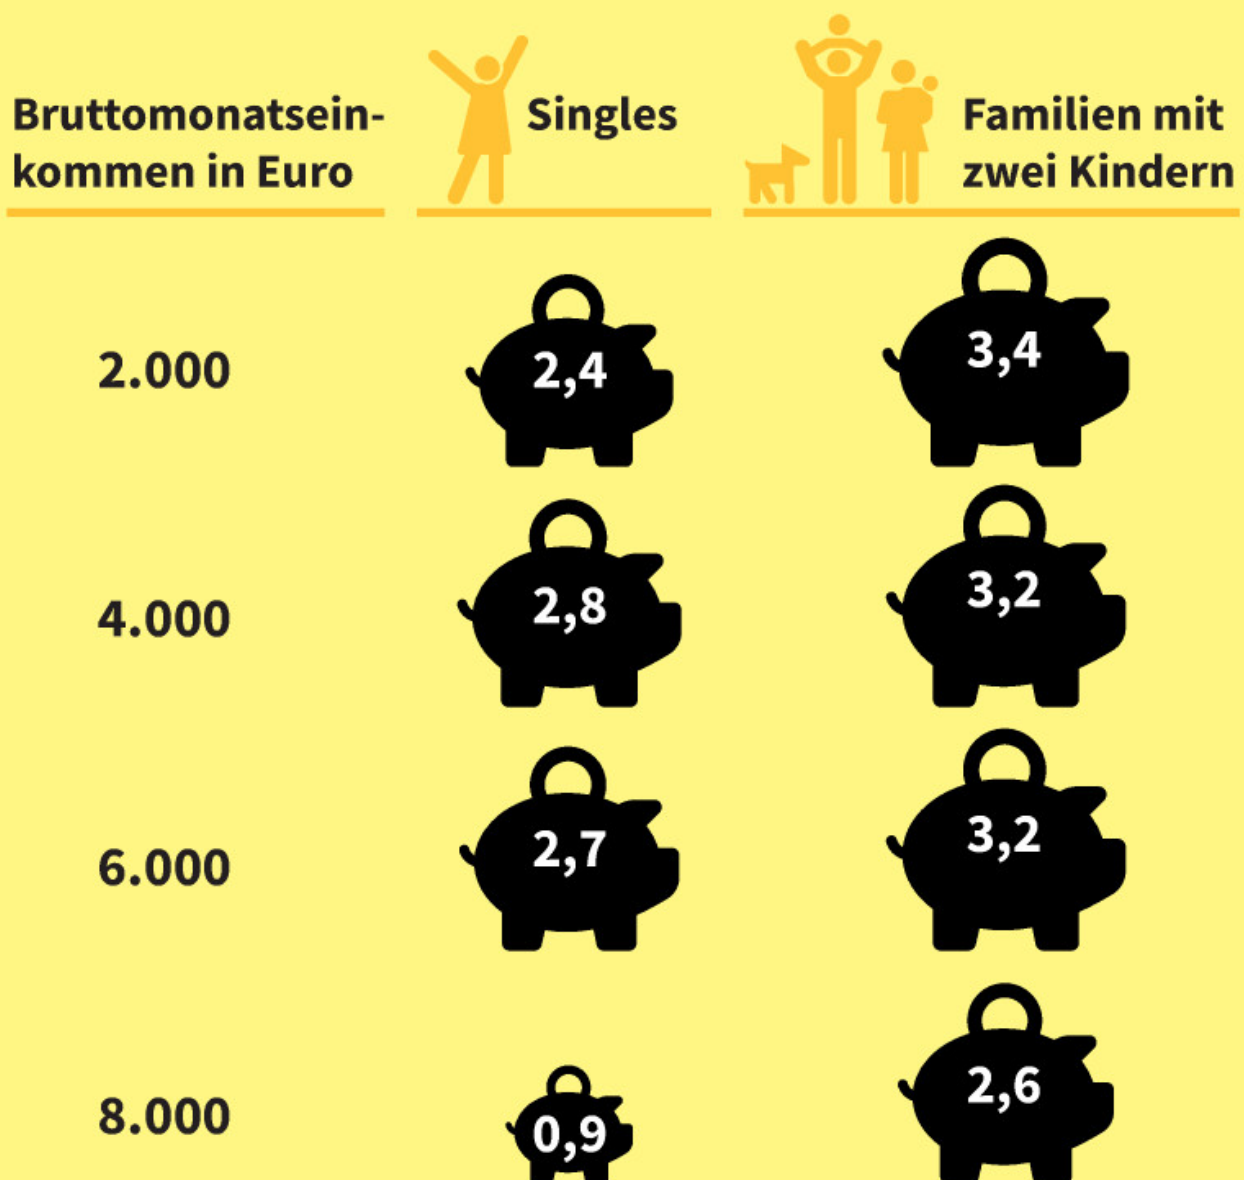 Bruttomonatsein-
kommen in Euro
Singles
Familien mit
zwei Kindern
2.000
2,4
3,4
4.000
2,8
3,2
6.000
2,7
3,2
8.000
0,9
2,6